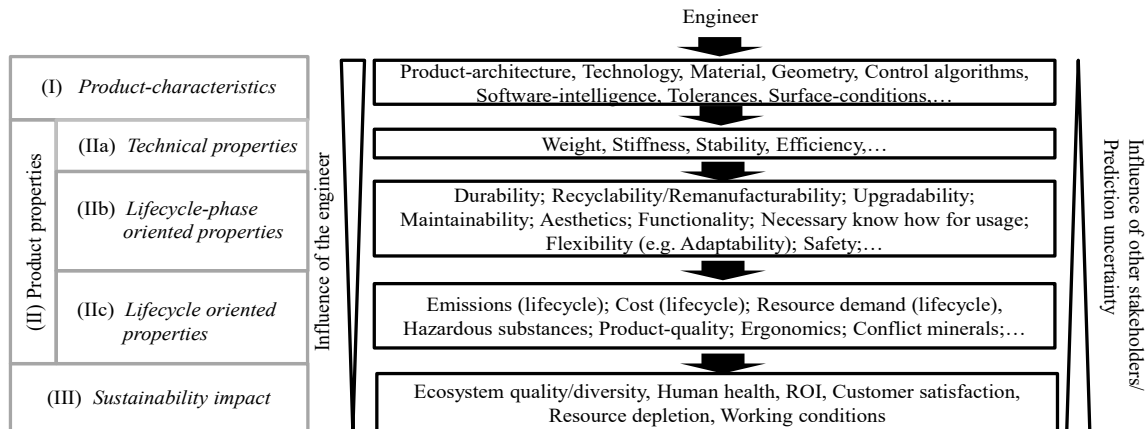 Engineer
(I) Product-characteristics
Product-architecture, Technology, Material, Geometry, Control algorithms,
Software-intelligence, Tolerances, Surface-conditions,…
(II) Product properties
(IIa) Technical properties
Weight, Stiffness, Stability, Efficiency,…
(IIb) Lifecycle-phase
oriented properties
Durability; Recyclability/Remanufacturability; Upgradability;
Maintainability; Aesthetics; Functionality; Necessary know how for usage;
Flexibility (e.g. Adaptability); Safety;…
(IIc) Lifecycle oriented
properties
Emissions (lifecycle); Cost (lifecycle); Resource demand (lifecycle),
Hazardous substances; Product-quality; Ergonomics; Conflict minerals;…
(III) Sustainability impact
Ecosystem quality/diversity, Human health, ROI, Customer satisfaction,
Resource depletion, Working conditions
Influence of the engineer
Influence of other stakeholders/
Prediction uncertainty